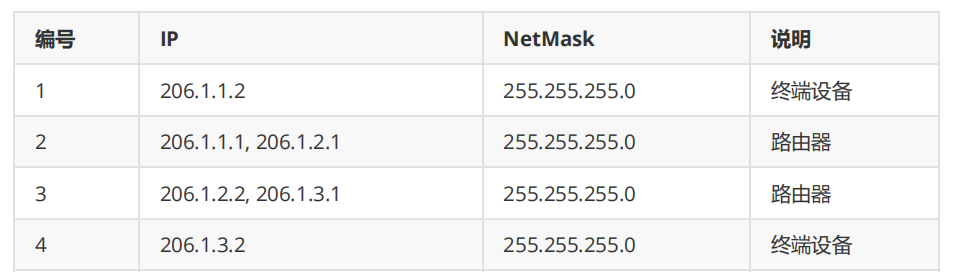 编号 IP NetMask 说明
1 206.1.1.2 255.255.255.0 终端设备
2 206.1.1.1, 206.1.2.1 255.255.255.0 路由器
3 206.1.2.2, 206.1.3.1 255.255.255.0 路由器
4 206.1.3.2 255.255.255.0 终端设备